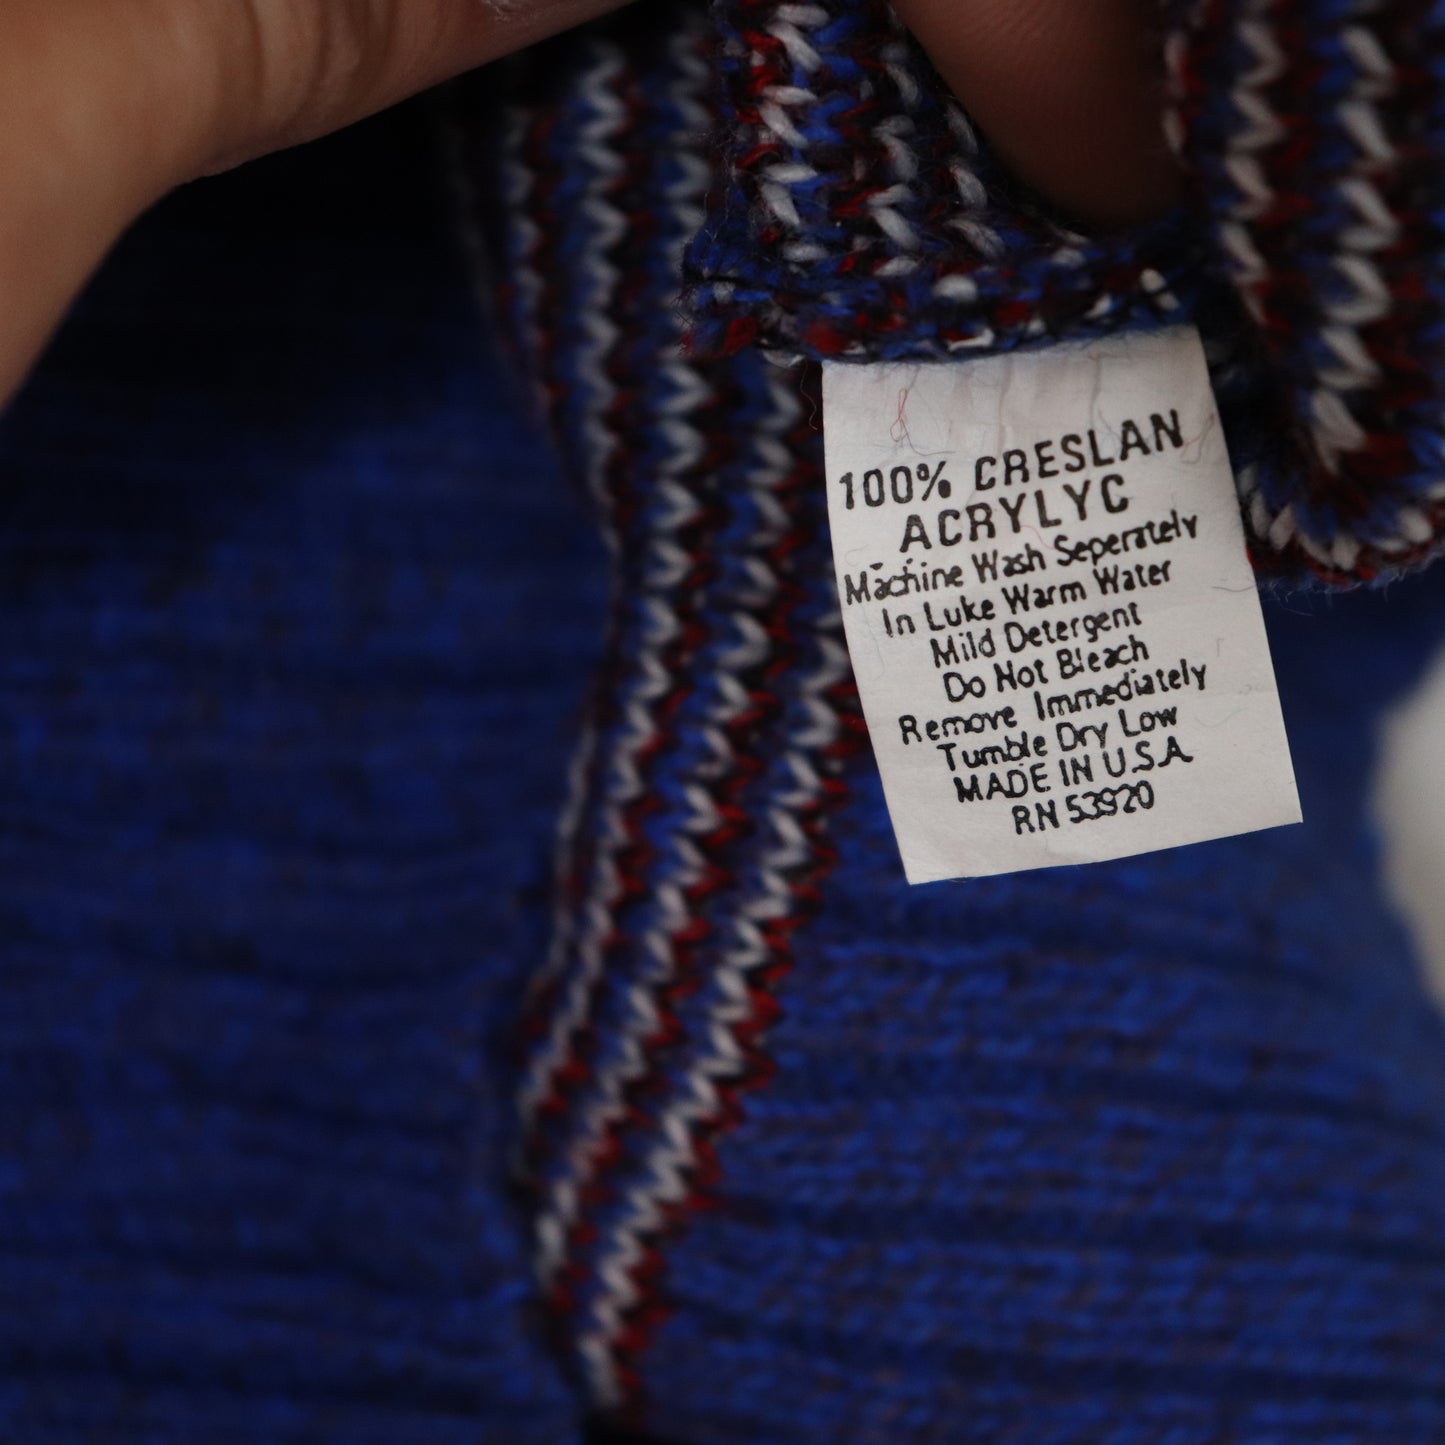 100% CRESLAN
ACRYLYC
Machine Wash Seperately
In Luke Warm Water
Mild Detergent
Do Not Bleach
Remove Immediately
Tumble Dry Low
MADE IN U.S.A.
RN 53920